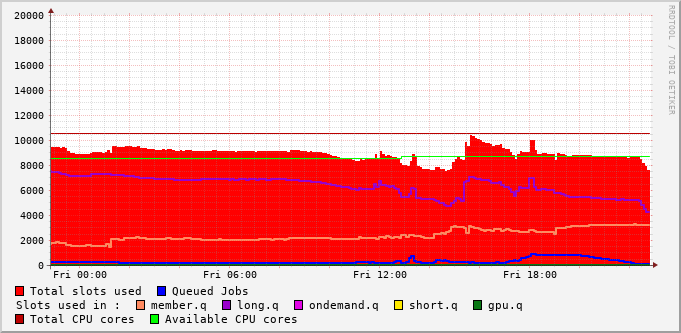 RRDTOOL / TOBI OETIKER
20000
18000
16000
14000
12000
10000
8000
6000
4000
2000
0
Fri 00:00 Fri 06:00 Fri 12:00 Fri 18:00
Total slots used Queued Jobs
Slots used in : member.q long.q ondemand.q short.q gpu.q
Total CPU cores Available CPU cores